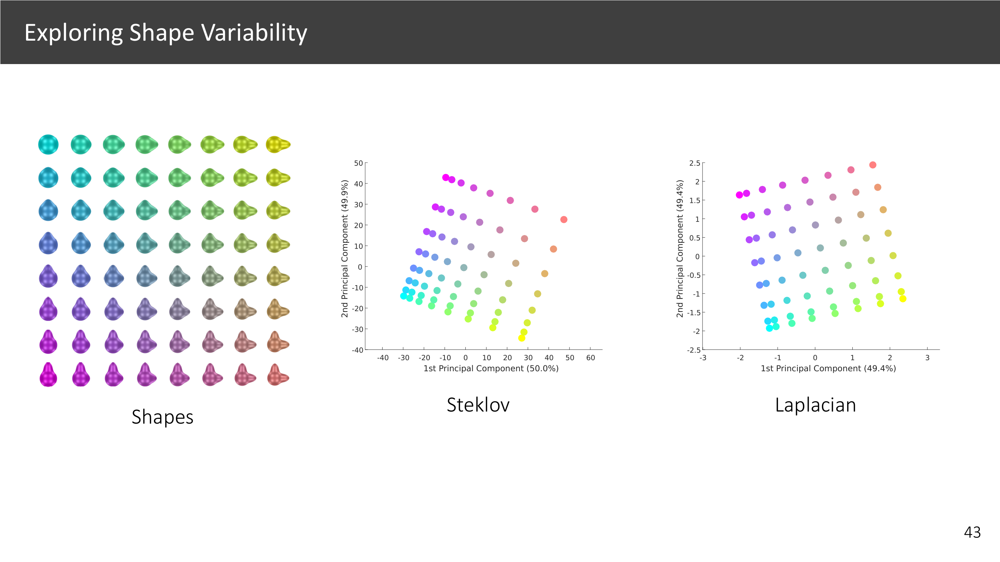 Exploring Shape Variability
Shapes
50
40
30
20
10
0
-10
-20
-30
-40
2nd Principal Component (49.9%)
-40 -30 -20 -10 0 10 20 30 40 50 60
1st Principal Component (50.0%)
Steklov
2.5
2
1.5
1
0.5
0
-0.5
-1
-1.5
-2
-2.5
2nd Principal Component (49.4%)
-3 -2 -1 0 1 2 3
1st Principal Component (49.4%)
Laplacian
43